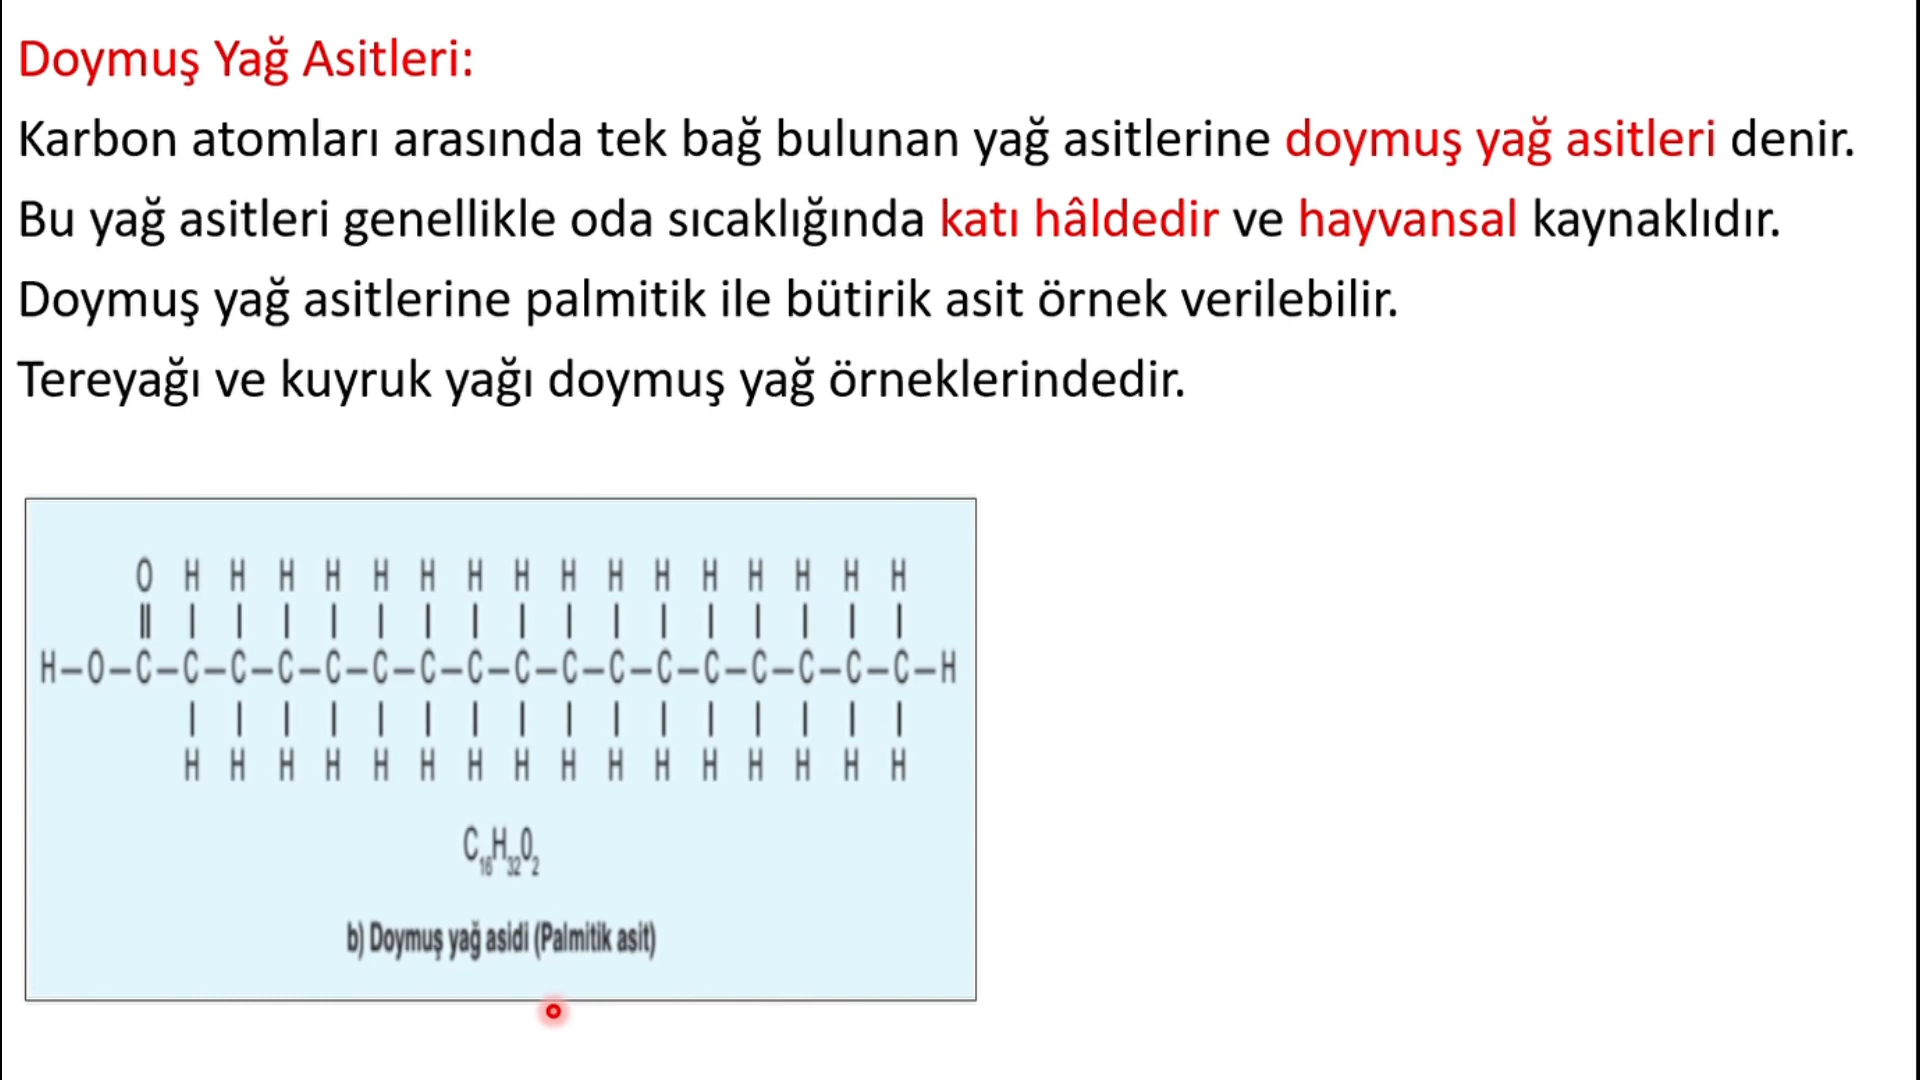 Doymuş Yağ Asitleri:
Karbon atomları arasında tek bağ bulunan yağ asitlerine doymuş yağ asitleri denir.
Bu yağ asitleri genellikle oda sıcaklığında katı hâldedir ve hayvansal kaynaklıdır.
Doymuş yağ asitlerine palmitik ile bütirik asit örnek verilebilir.
Tereyağı ve kuyruk yağı doymuş yağ örneklerindedir.
O H H H H H H H H H H H H H H H H
H–O–C–C–C–C–C–C–C–C–C–C–C–C–C–C–C–C–C–H
H H H H H H H H H H H H H H H H
C₁₆H₃₂O₂
b) Doymuş yağ asidi (Palmitik asit)